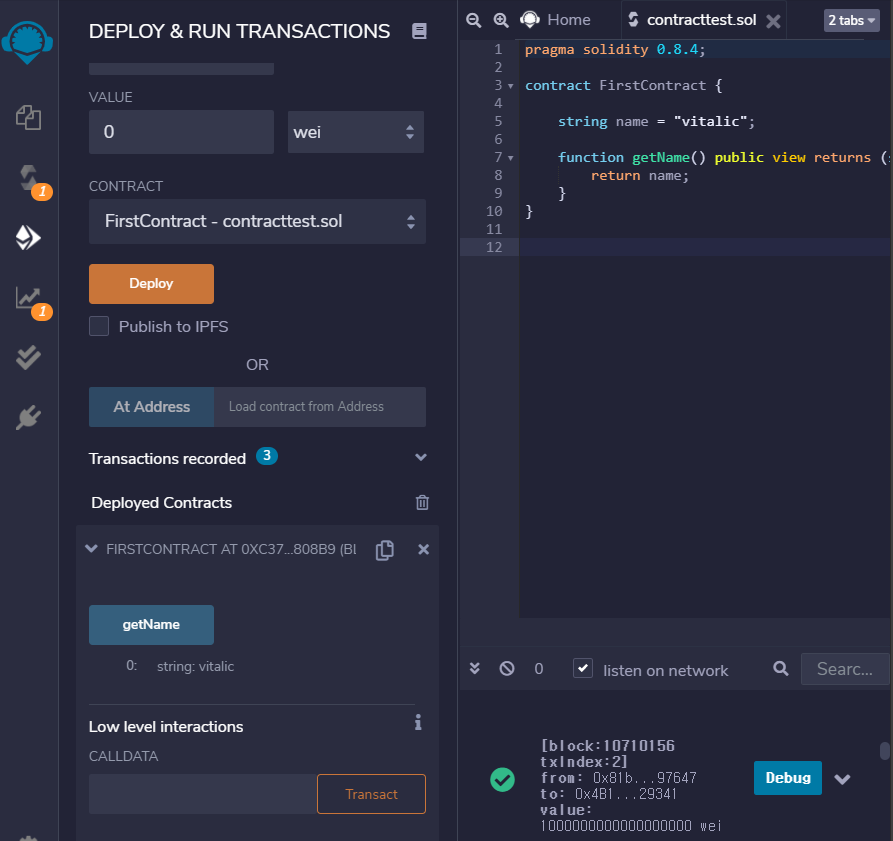 DEPLOY & RUN TRANSACTIONS
VALUE
0
wei
CONTRACT
FirstContract - contracttest.sol
Deploy
Publish to IPFS
OR
At Address
Load contract from Address
Transactions recorded 3
Deployed Contracts
FIRSTCONTRACT AT 0XC37...808B9 (BL
getName
0: string: vitalic
Low level interactions
CALLDATA
Transact
1
1
Home
contracttest.sol
2 tabs
1 pragma solidity 0.8.4;
2
3 contract FirstContract {
4
5 string name = "vitalic";
6
7 function getName() public view returns (
8 return name;
9 }
10 }
11
12
0
listen on network
Searc...
[block:10710156
txIndex:2]
from: 0x81b...97647
to: 0x4B1...29341
value:
1000000000000000000 wei
Debug